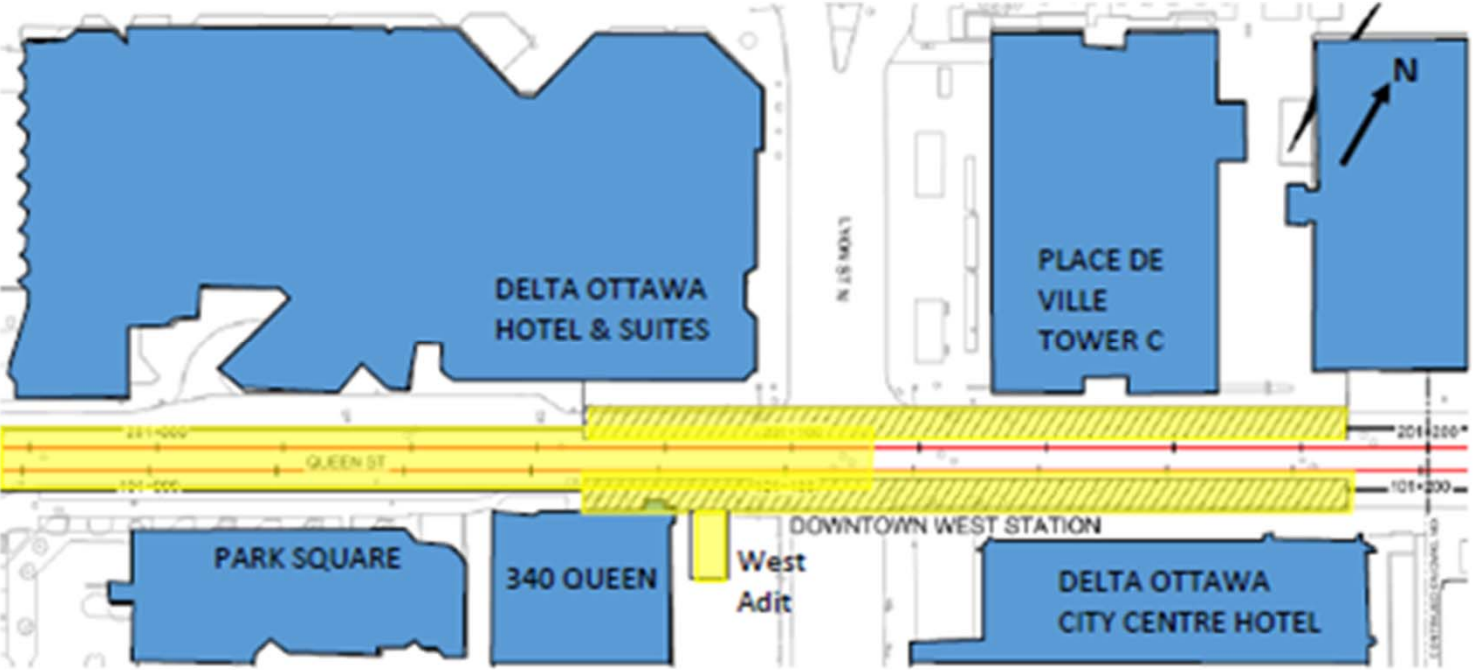 N
LYON ST N
DELTA OTTAWA
HOTEL & SUITES
PLACE DE
VILLE
TOWER C
201+200
QUEEN ST
101+200
DOWNTOWN WEST STATION
PARK SQUARE
340 QUEEN
West
Adit
DELTA OTTAWA
CITY CENTRE HOTEL